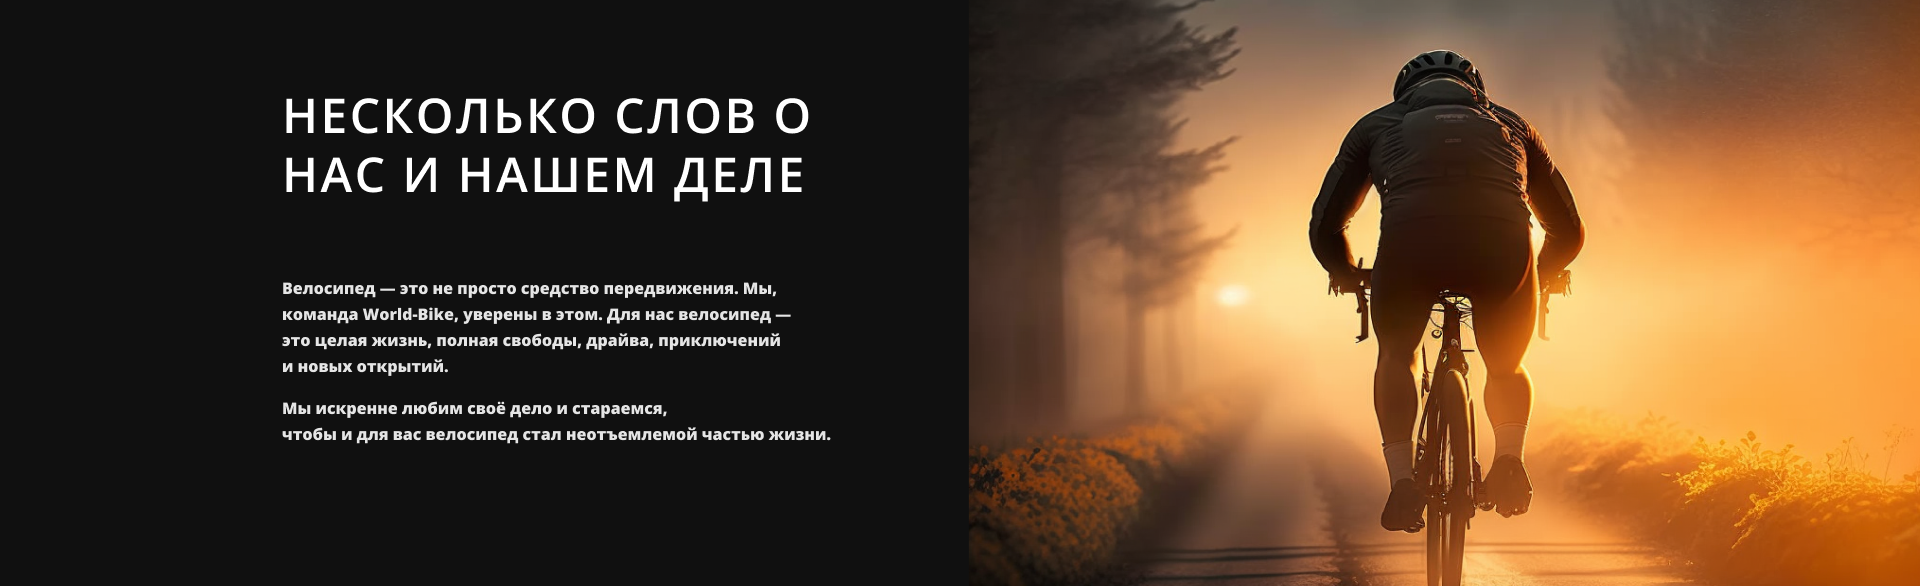 НЕСКОЛЬКО СЛОВ О
НАС И НАШЕМ ДЕЛЕ
Велосипед — это не просто средство передвижения. Мы,
команда World-Bike, уверены в этом. Для нас велосипед —
это целая жизнь, полная свободы, драйва, приключений
и новых открытий.
Мы искренне любим своё дело и стараемся,
чтобы и для вас велосипед стал неотъемлемой частью жизни.